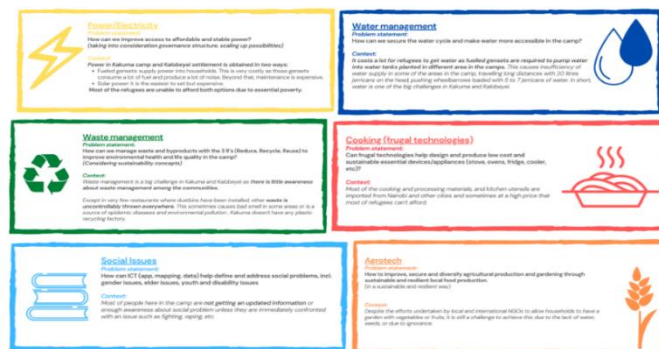 Power/Electricity
Problem statement:
How can we improve access to affordable and stable power?
(taking into consideration governance structure, scaling up possibilities)
Context:
Power in Kakuma camp and Kalobeyei settlement is obtained in two ways:
• Fuelled gensets supply power into households. This is very costly as those gensets
consume a lot of fuel and produce a lot of noise. Beyond that, maintenance is expensive.
• Solar power it is the easier to set but expensive.
Most of the refugees is unable to afford both options due to essential poverty.
Water management
Problem statement:
How can we secure the water cycle and make water more accessible in the camp?
Context:
It costs a lot for refugees to get water as fuelled gensets are required to pump water
into water tanks planted in different area in the camps. This causes insufficiency
of water supply in some of the areas in the camp, travelling long distances with 20 litres
jerricans on the head, pushing wheelbarrows loaded with 5 to 7 jerricans of water. In short,
water is one of the big challenges in Kakuma and Kalobeyei.
Waste management
Problem statement:
How can we manage waste and byproducts with the 3 R's (Reduce, Recycle, Reuse) to
improve environmental health and life quality in the camp?
(Considering sustainability concepts)
Context:
Waste management is a big challenge in Kakuma and Kalobeyei as there is little awareness
about waste management among the communities.
Except in very few restaurants where dustbins have been installed, other waste is
uncontrollably thrown everywhere. This sometimes causes bad smell in some areas or is a
source of epidemic diseases and environmental pollution. Kakuma doesn't have any plastic
recycling factory.
Cooking (frugal technologies)
Problem statement:
Can frugal technologies help design and produce low cost and
sustainable essential devices/appliances (stove, ovens, fridge, cooler,
etc)?
Context:
Most of the cooking and processing materials, and kitchen utensils are
imported from Nairobi and other cities and sometimes at a high price that
most of refugees can't afford.
Social Issues
Problem statement:
How can ICT (app, mapping, data) help define and address social problems, incl.
gender issues, elder issues, youth and disability issues
Context:
Most of people here in the camp are not getting an updated information or
enough awareness about social problem unless they are immediately confronted
with an issue such as fighting, raping, etc.
Agrotech
Problem statement:
How to improve, secure and diversify agricultural production and gardening through
sustainable and resilient local food production.
(in a sustainable and resilient way)
Context:
Despite the efforts undertaken by local and international NGOs to allow households to have a
garden with vegetables or fruits, it is still a challenge to achieve this, due to the lack of water,
seeds, or due to ignorance.